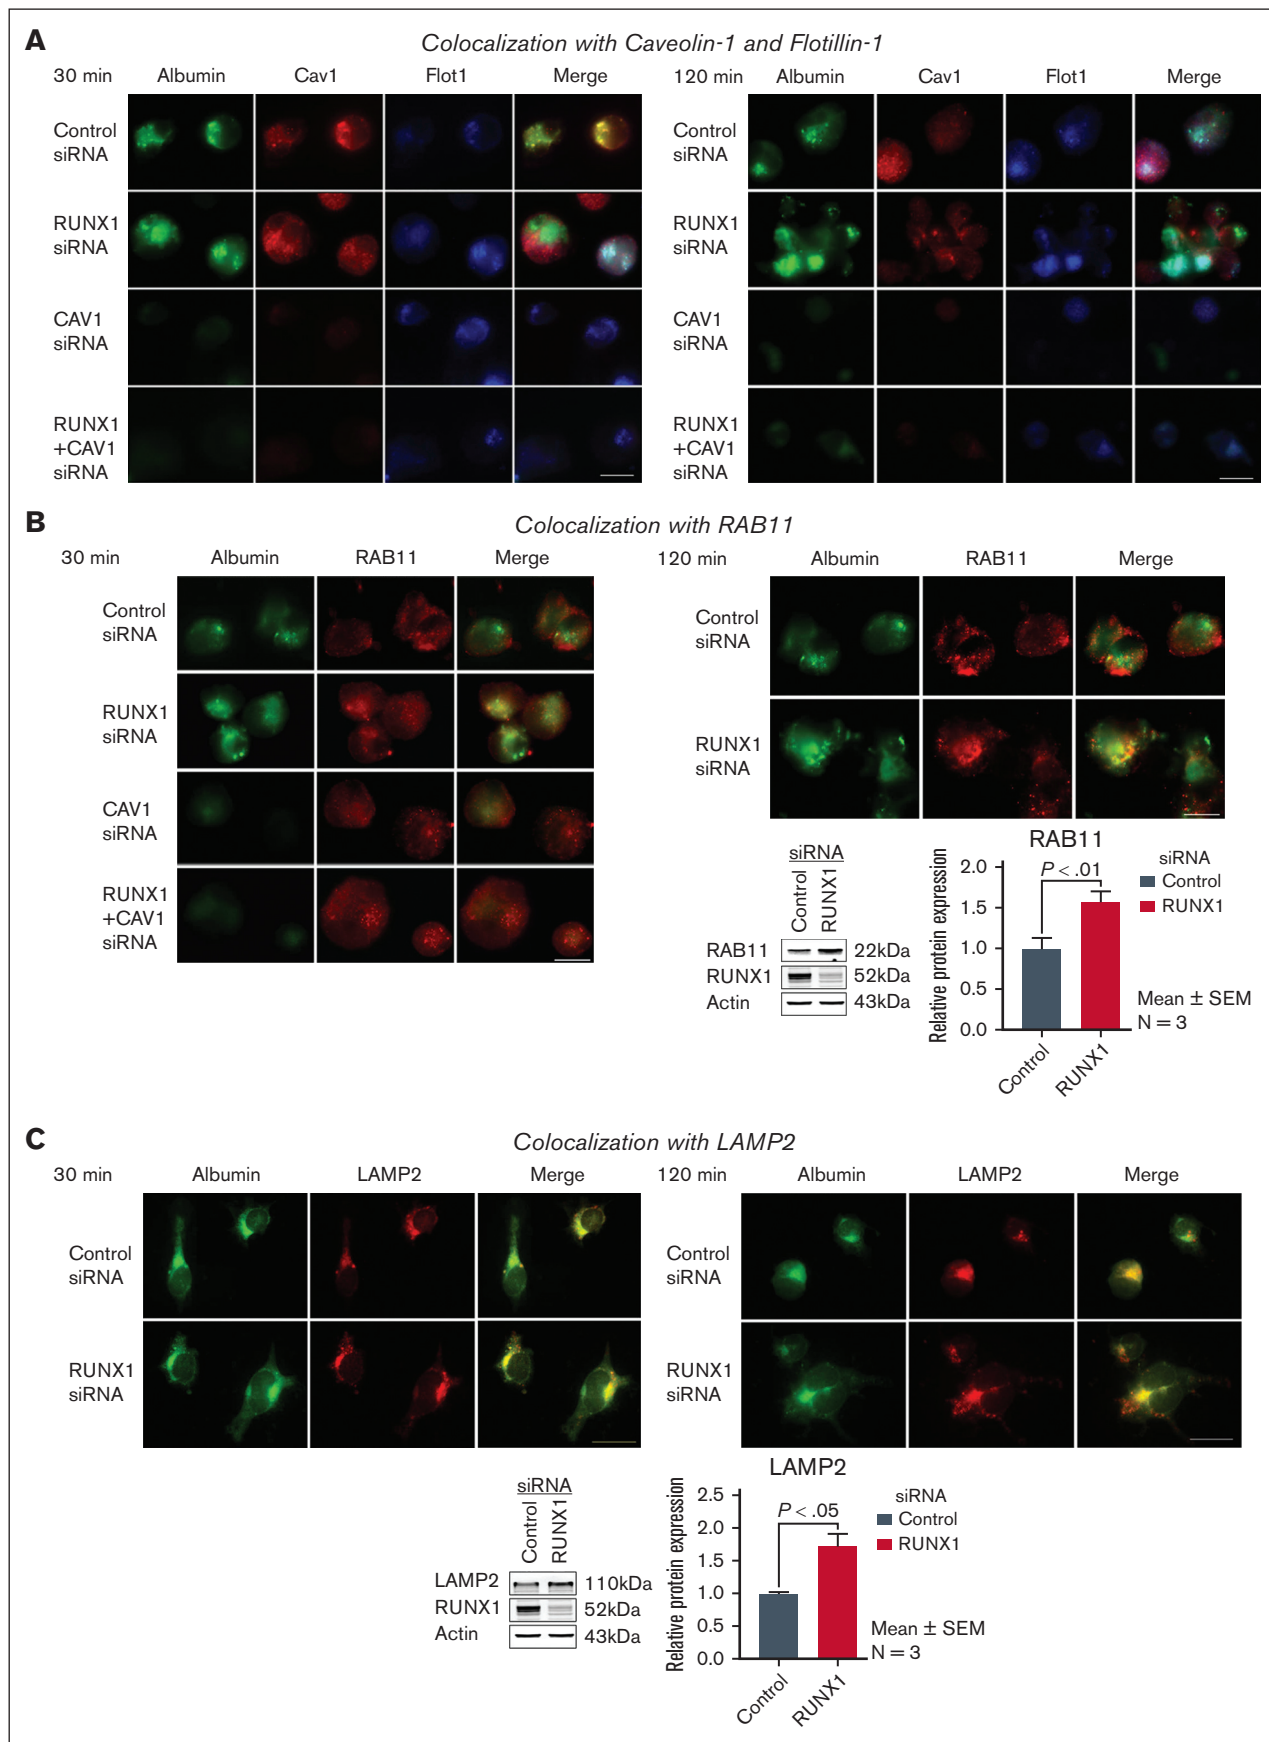 A
Colocalization with Caveolin-1 and Flotillin-1
30 min Albumin Cav1 Flot1 Merge
Control
siRNA
RUNX1
siRNA
CAV1
siRNA
RUNX1
+CAV1
siRNA
120 min Albumin Cav1 Flot1 Merge
Control
siRNA
RUNX1
siRNA
CAV1
siRNA
RUNX1
+CAV1
siRNA
B
Colocalization with RAB11
30 min Albumin RAB11 Merge
Control
siRNA
RUNX1
siRNA
CAV1
siRNA
RUNX1
+CAV1
siRNA
120 min Albumin RAB11 Merge
Control
siRNA
RUNX1
siRNA
siRNA
Control
RUNX1
RAB11 22kDa
RUNX1 52kDa
Actin 43kDa
RAB11
Relative protein expression
2.0
1.5
1.0
0.5
0.0
P < .01
Control
RUNX1
siRNA
Control
RUNX1
Mean ± SEM
N = 3
C
Colocalization with LAMP2
30 min Albumin LAMP2 Merge
Control
siRNA
RUNX1
siRNA
120 min Albumin LAMP2 Merge
Control
siRNA
RUNX1
siRNA
siRNA
Control
RUNX1
LAMP2 110kDa
RUNX1 52kDa
Actin 43kDa
LAMP2
Relative protein expression
2.5
2.0
1.5
1.0
0.5
0.0
P < .05
Control
RUNX1
siRNA
Control
RUNX1
Mean ± SEM
N = 3